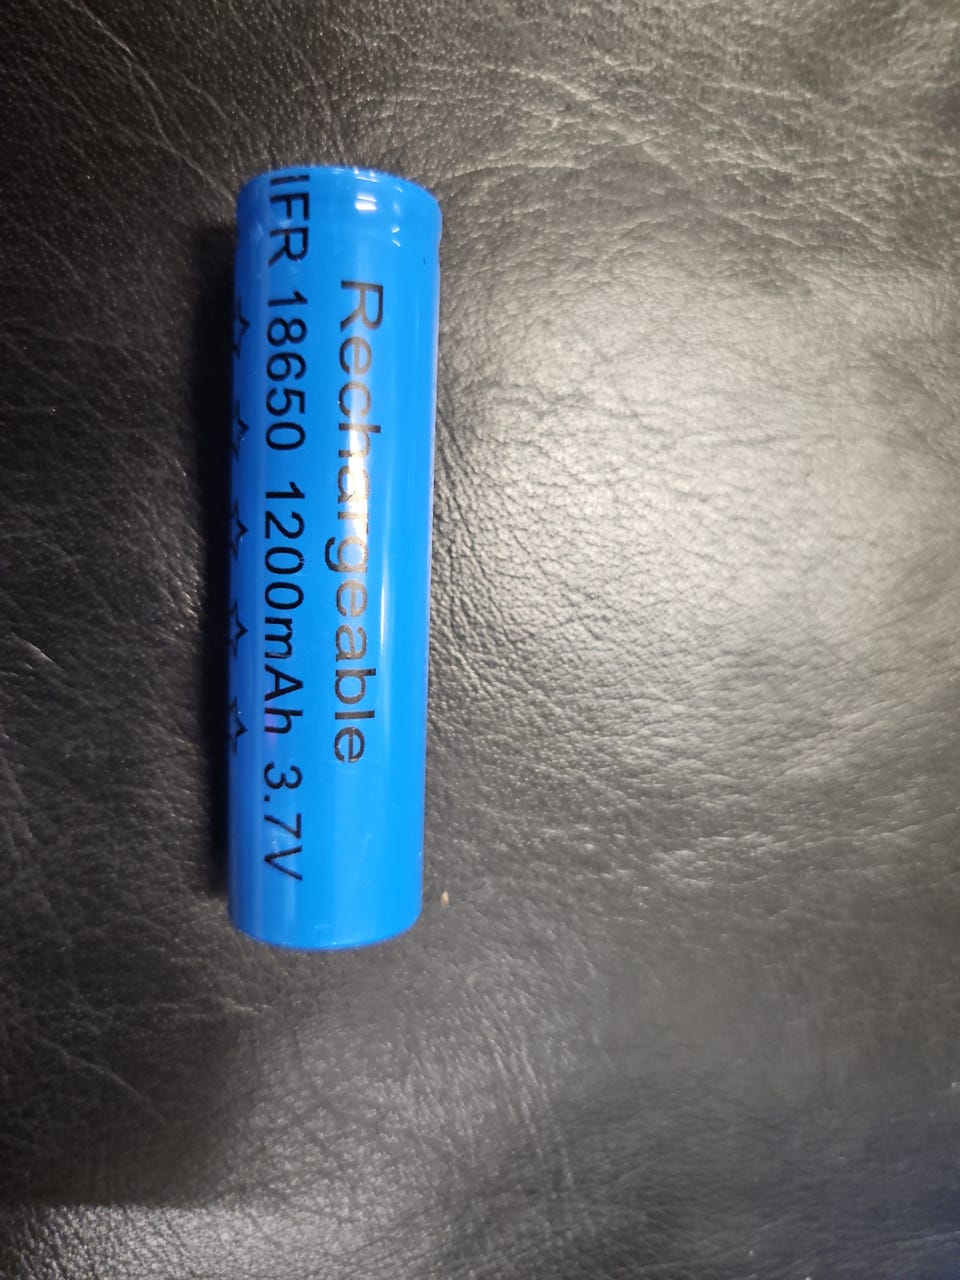 Rechargeable
IFR 18650 1200mAh 3.7V
☆ ☆ ☆ ☆ ☆